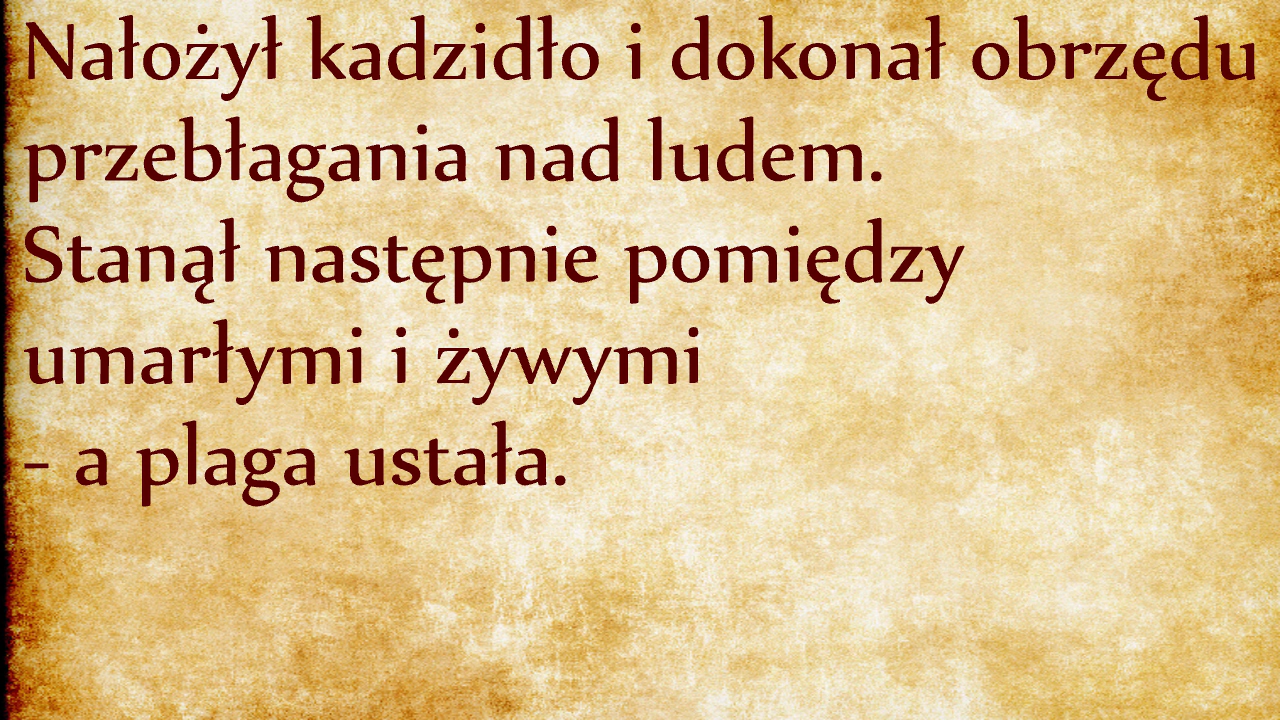 Nałożył kadzidło i dokonał obrzędu
przebłagania nad ludem.
Stanął następnie pomiędzy
umarłymi i żywymi
- a plaga ustała.